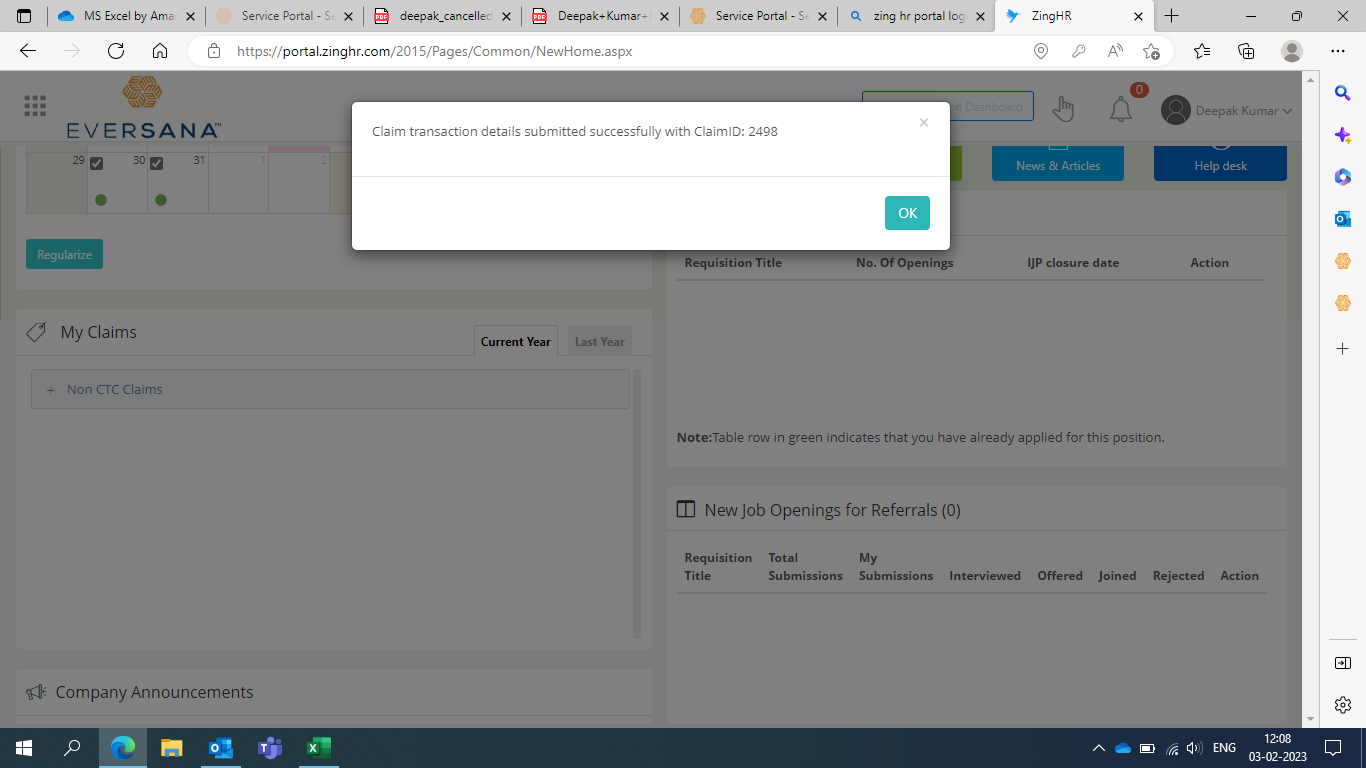 MS Excel by Aman
Service Portal - Se
deepak_cancelled
Deepak+Kumar+
Service Portal - Se
zing hr portal log
ZingHR
https://portal.zinghr.com/2015/Pages/Common/NewHome.aspx
EVERSANA™
Dashboard
0
Deepak Kumar
Claim transaction details submitted successfully with ClaimID: 2498
×
OK
29 30 31 1 2
News & Articles
Help desk
Regularize
Requisition Title No. Of Openings IJP closure date Action
My Claims
Current Year
Last Year
+ Non CTC Claims
Note:Table row in green indicates that you have already applied for this position.
New Job Openings for Referrals (0)
Requisition Title Total Submissions My Submissions Interviewed Offered Joined Rejected Action
Company Announcements
ENG
12:08
03-02-2023